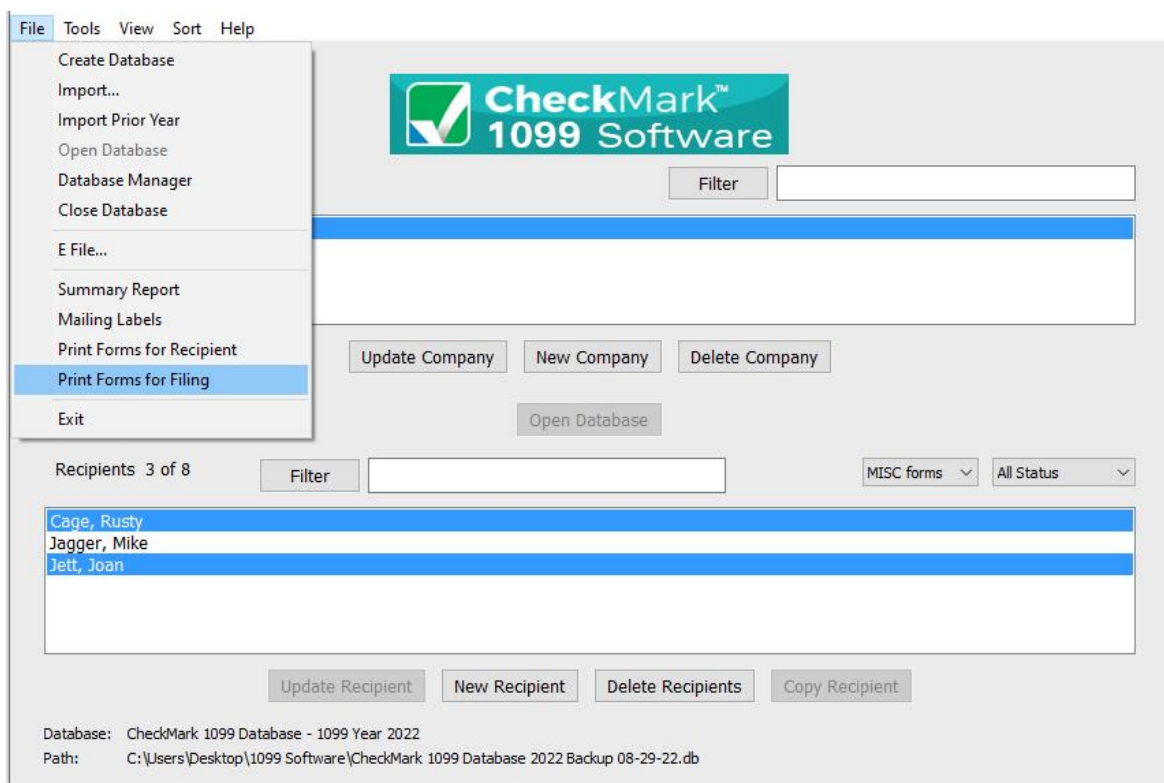 File Tools View Sort Help
Create Database
Import...
Import Prior Year
Open Database
Database Manager
Close Database
E File...
Summary Report
Mailing Labels
Print Forms for Recipient
Print Forms for Filing
Exit
CheckMark™
1099 Software
Filter
Update Company New Company Delete Company
Open Database
Recipients 3 of 8 Filter MISC forms All Status
Cage, Rusty
Jagger, Mike
Jett, Joan
Update Recipient New Recipient Delete Recipients Copy Recipient
Database: CheckMark 1099 Database - 1099 Year 2022
Path: C:\Users\Desktop\1099 Software\CheckMark 1099 Database 2022 Backup 08-29-22.db